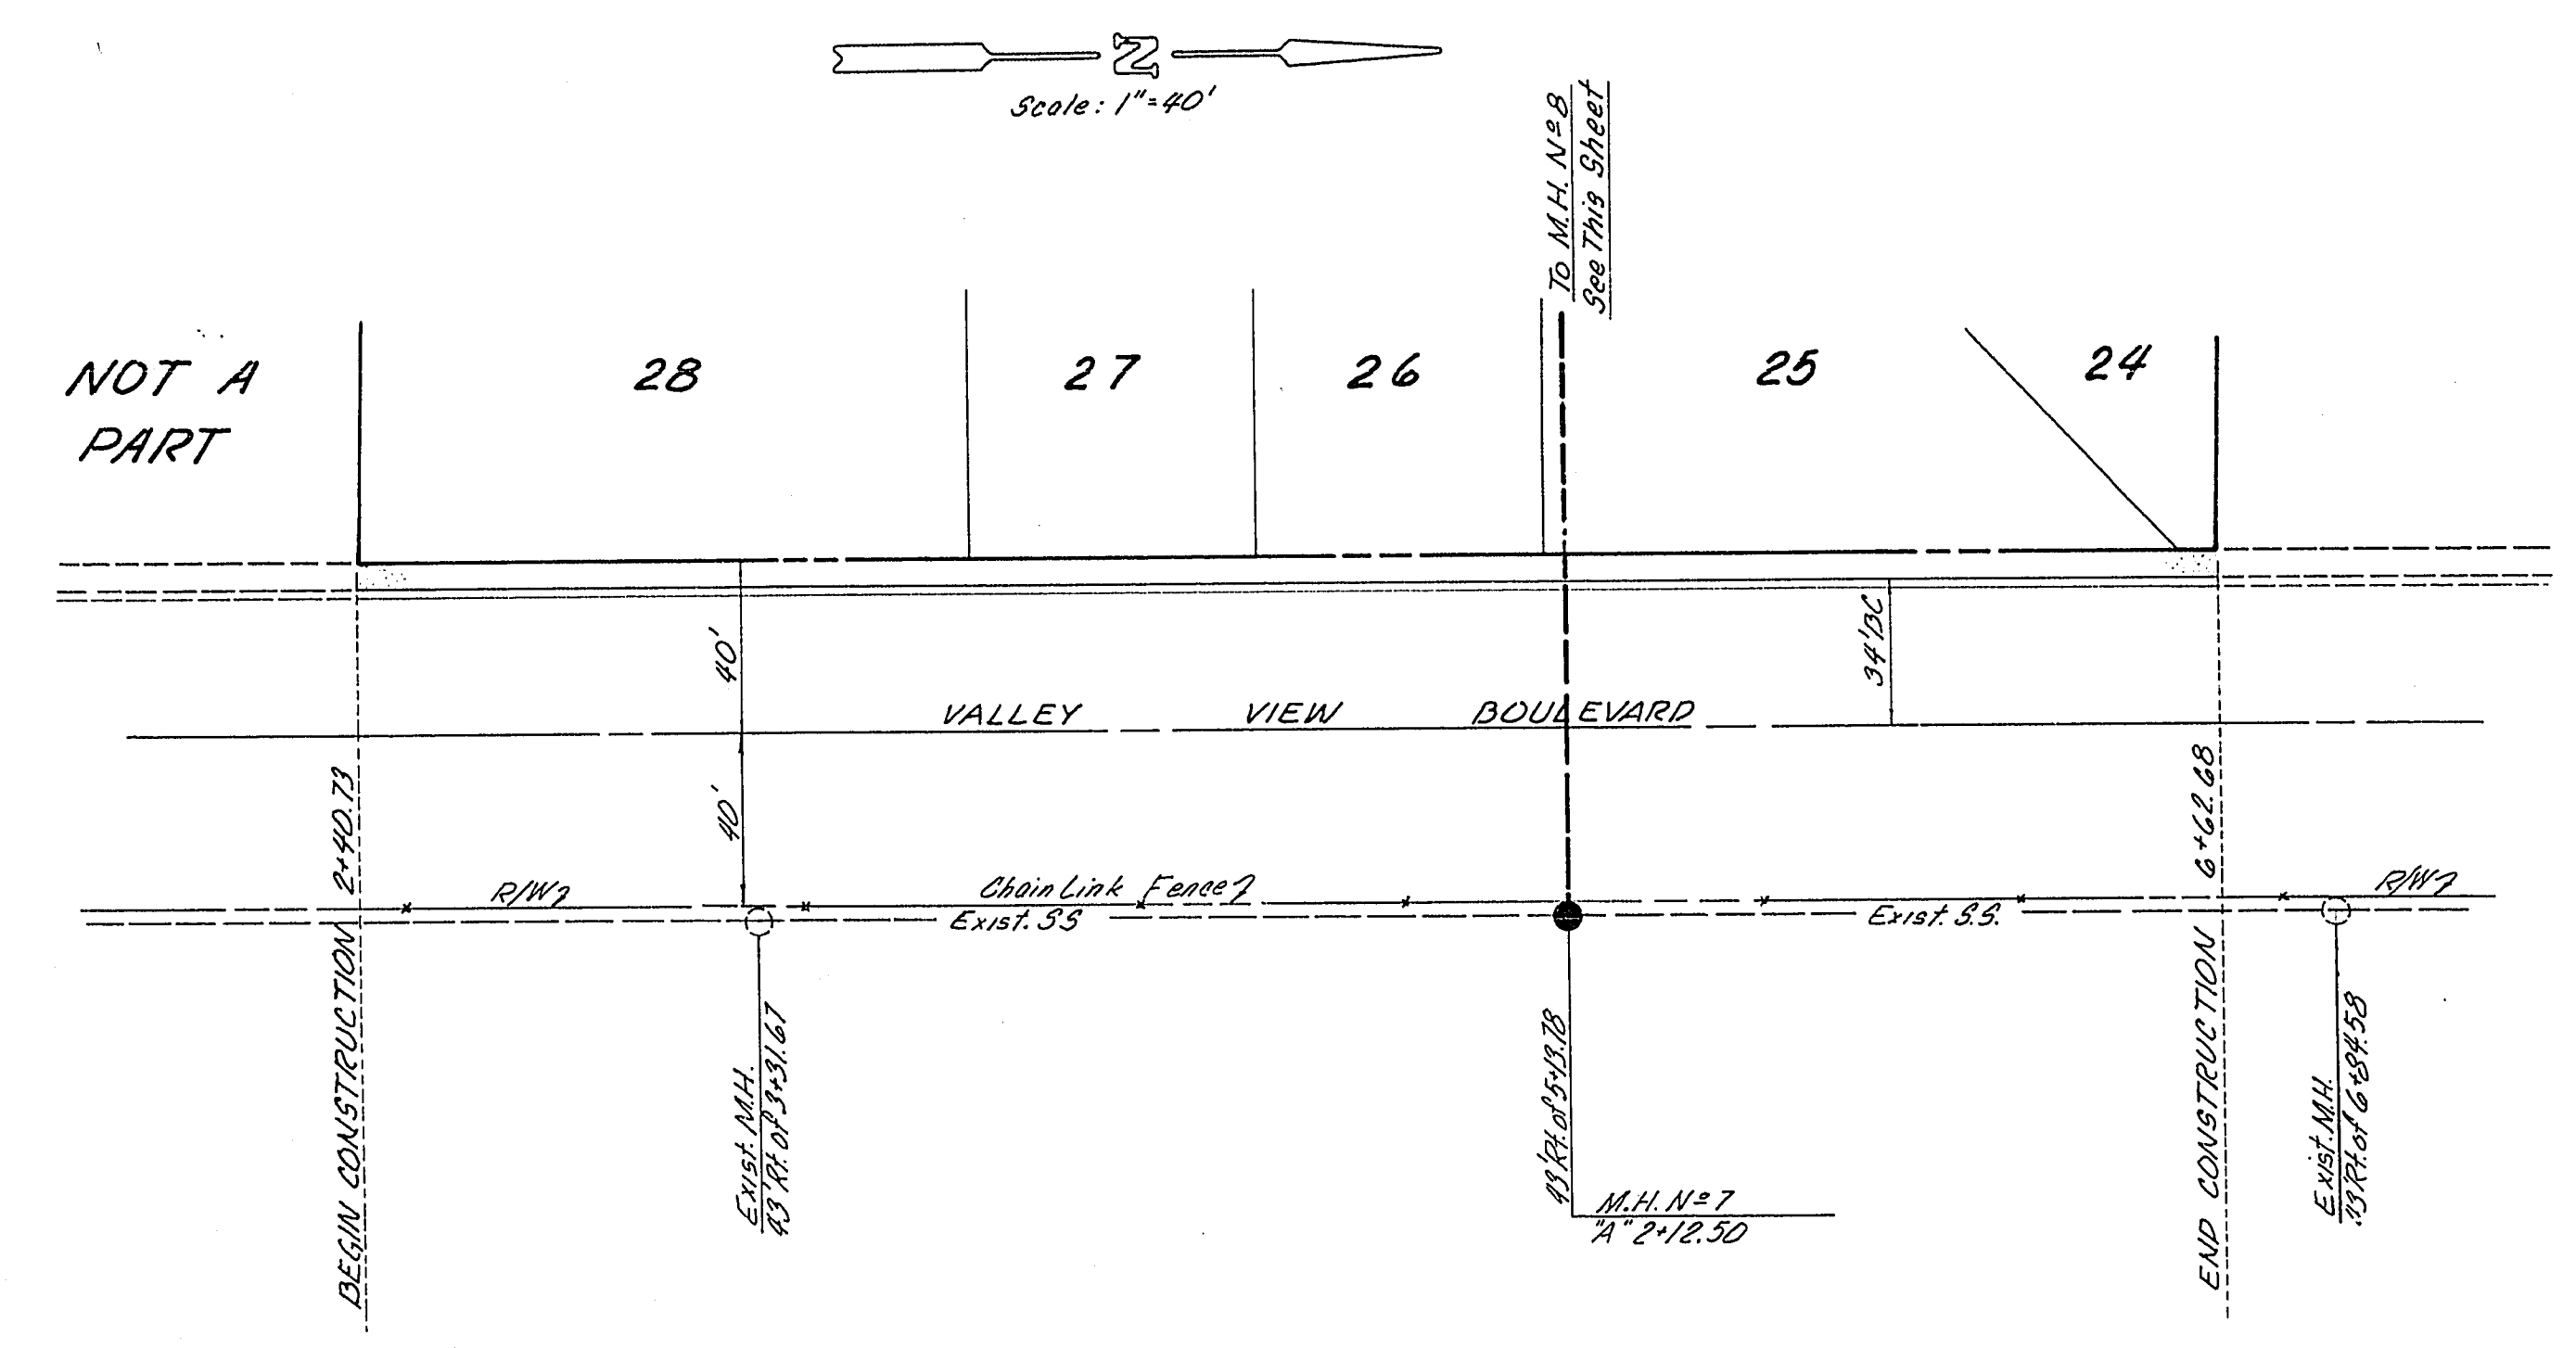 N
Scale: 1"=40'
To M.H. Nº 8
See This Sheet
NOT A
PART
28
27
26
25
24
40'
34'BC
VALLEY VIEW BOULEVARD
40'
BEGIN CONSTRUCTION 2+40.73
6+62.68
END CONSTRUCTION
R/W
Chain Link Fence
R/W
Exist. SS
Exist. S.S.
Exist. M.H.
43' Rt. of 3+31.67
43' Rt. of 5+13.78
M.H. Nº 7
"A" 2+12.50
Exist. M.H.
Rt. of 6+84.58